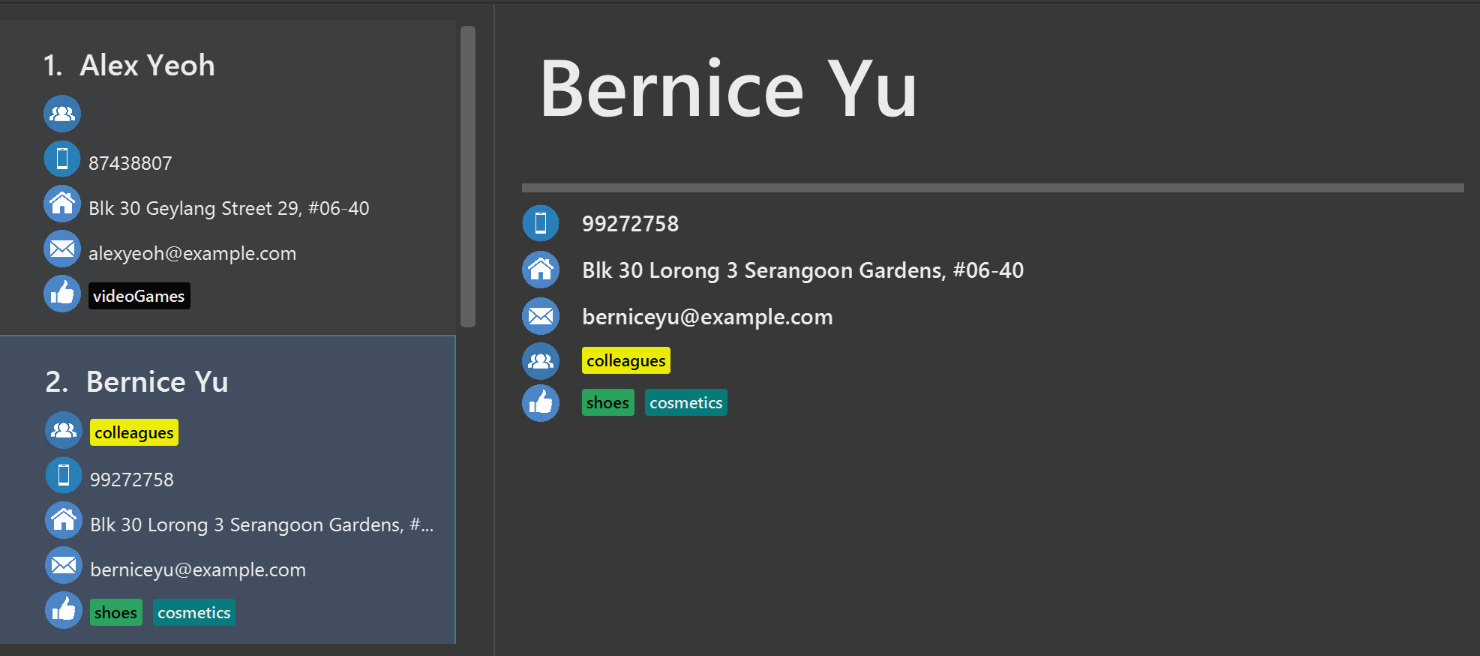 1. Alex Yeoh
87438807
Blk 30 Geylang Street 29, #06-40
alexyeoh@example.com
videoGames
2. Bernice Yu
colleagues
99272758
Blk 30 Lorong 3 Serangoon Gardens, #...
berniceyu@example.com
shoes cosmetics
Bernice Yu
99272758
Blk 30 Lorong 3 Serangoon Gardens, #06-40
berniceyu@example.com
colleagues
shoes cosmetics